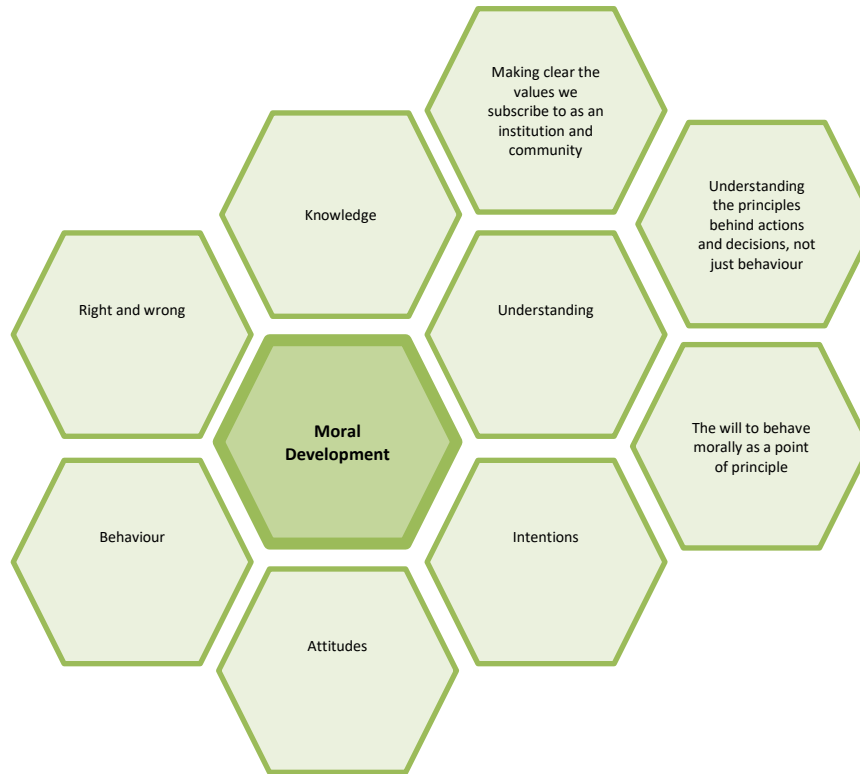 Making clear the
values we
subscribe to as an
institution and
community
Understanding
the principles
behind actions
and decisions, not
just behaviour
Knowledge
Right and wrong
Understanding
Moral
Development
The will to behave
morally as a point
of principle
Behaviour
Intentions
Attitudes